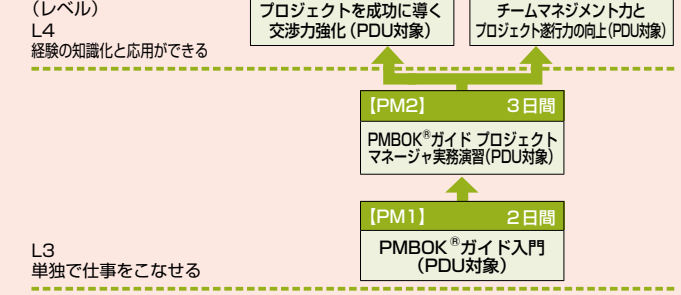 （レベル）
L4
経験の知識化と応用ができる
プロジェクトを成功に導く
交渉力強化（PDU対象）
チームマネジメント力と
プロジェクト遂行力の向上（PDU対象）
【PM2】 3日間
PMBOK®ガイド プロジェクト
マネージャ実務演習（PDU対象）
【PM1】 2日間
PMBOK®ガイド入門
（PDU対象）
L3
単独で仕事をこなせる